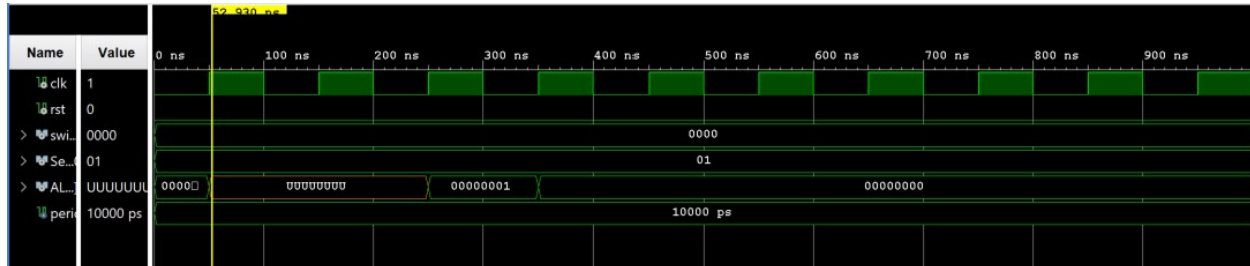 52.930 ns
Name Value 0 ns 100 ns 200 ns 300 ns 400 ns 500 ns 600 ns 700 ns 800 ns 900 ns
clk 1
rst 0
swi... 0000 0000
Se... 01 01
AL... UUUUUUU 0000 UUUUUUUU 00000001 00000000
peri 10000 ps 10000 ps